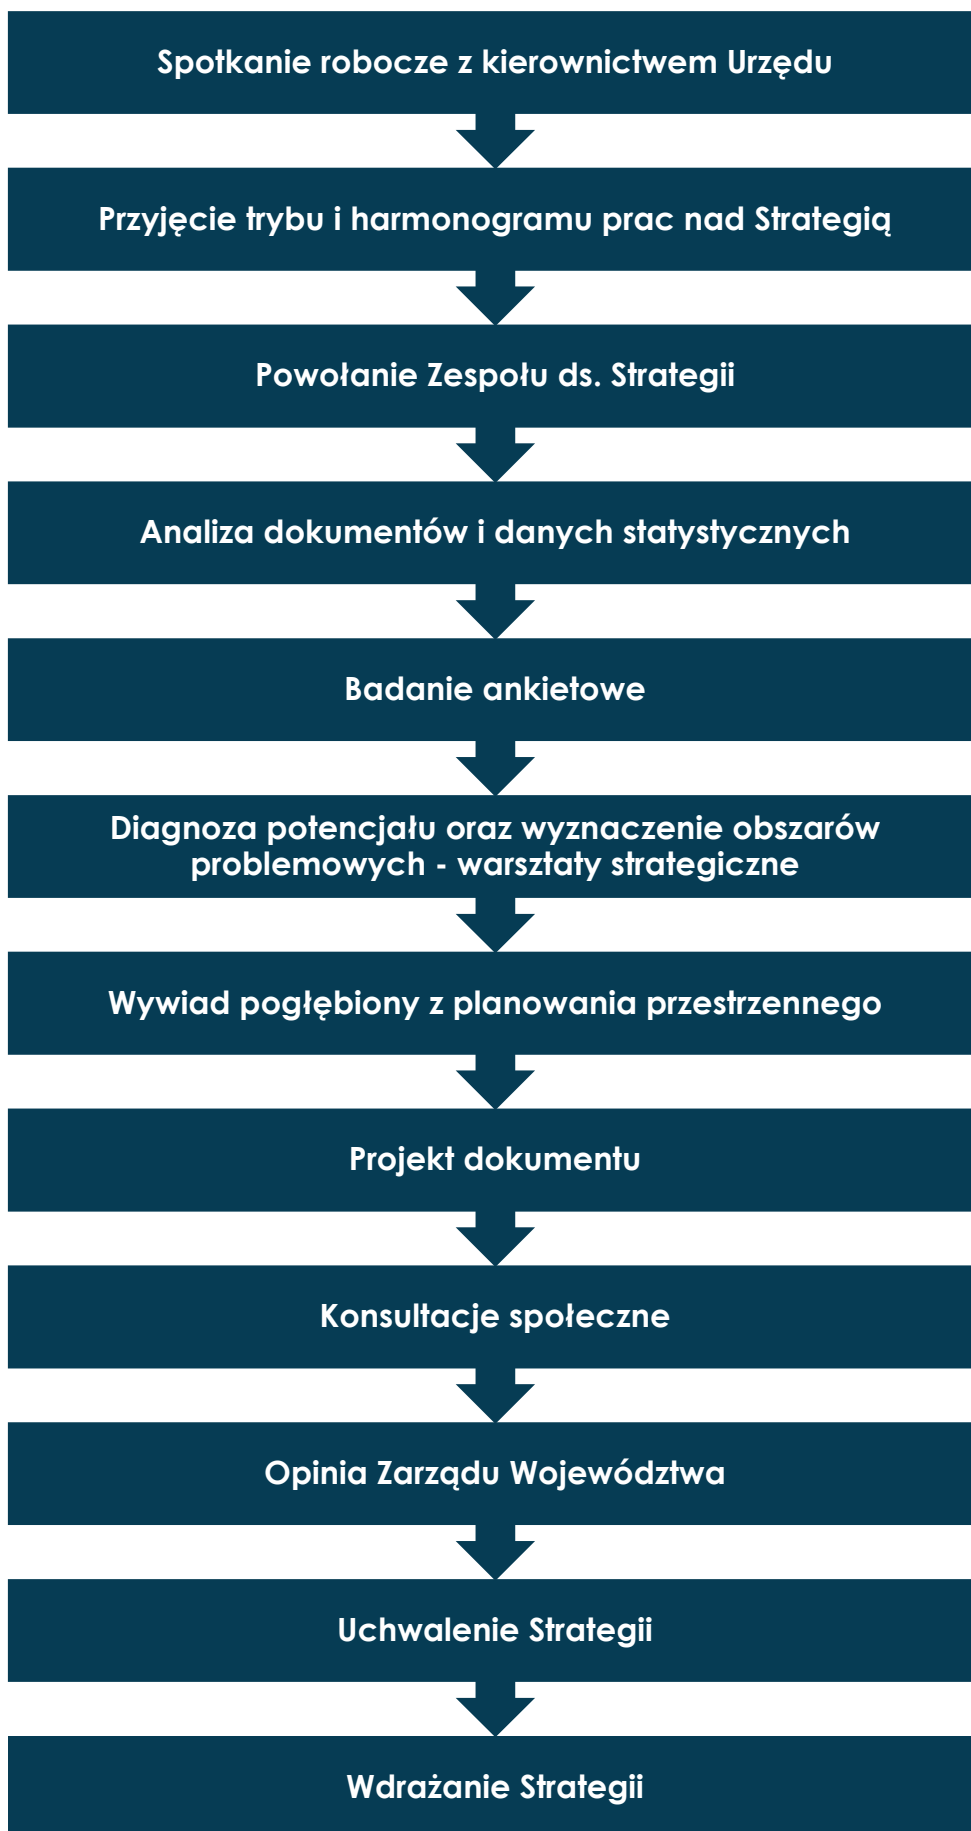 Spotkanie robocze z kierownictwem Urzędu
Przyjęcie trybu i harmonogramu prac nad Strategią
Powołanie Zespołu ds. Strategii
Analiza dokumentów i danych statystycznych
Badanie ankietowe
Diagnoza potencjału oraz wyznaczenie obszarów
problemowych - warsztaty strategiczne
Wywiad pogłębiony z planowania przestrzennego
Projekt dokumentu
Konsultacje społeczne
Opinia Zarządu Województwa
Uchwalenie Strategii
Wdrażanie Strategii